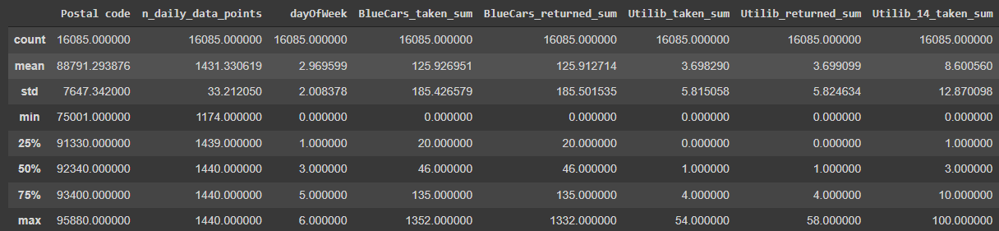 Postal code n_daily_data_points dayOfWeek BlueCars_taken_sum BlueCars_returned_sum Utilib_taken_sum Utilib_returned_sum Utilib_14_taken_sum
count 16085.000000 16085.000000 16085.000000 16085.000000 16085.000000 16085.000000 16085.000000 16085.000000
mean 88791.293876 1431.330619 2.969599 125.926951 125.912714 3.698290 3.699099 8.600560
std 7647.342000 33.212050 2.008378 185.426579 185.501535 5.815058 5.824634 12.870098
min 75001.000000 1174.000000 0.000000 0.000000 0.000000 0.000000 0.000000 0.000000
25% 91330.000000 1439.000000 1.000000 20.000000 20.000000 0.000000 0.000000 1.000000
50% 92340.000000 1440.000000 3.000000 46.000000 46.000000 1.000000 1.000000 3.000000
75% 93400.000000 1440.000000 5.000000 135.000000 135.000000 4.000000 4.000000 10.000000
max 95880.000000 1440.000000 6.000000 1352.000000 1332.000000 54.000000 58.000000 100.000000